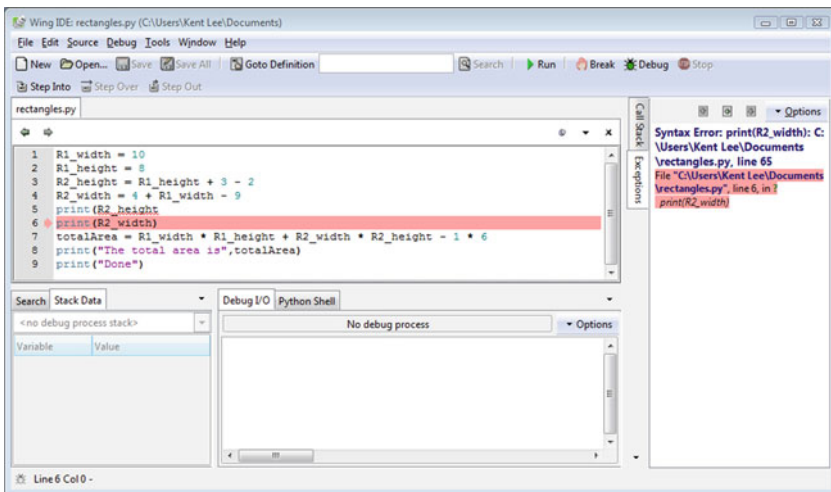 Wing IDE: rectangles.py (C:\Users\Kent Lee\Documents)
File Edit Source Debug Tools Window Help
New Open... Save Save All Goto Definition Search Run Break Debug Stop
Step Into Step Over Step Out
rectangles.py
1 R1_width = 10
2 R1_height = 8
3 R2_height = R1_height + 3 - 2
4 R2_width = 4 + R1_width - 9
5 print(R2_height
6 print(R2_width)
7 totalArea = R1_width * R1_height + R2_width * R2_height - 1 * 6
8 print("The total area is",totalArea)
9 print("Done")
Call Stack
Exceptions
Options
Syntax Error: print(R2_width): C:
\Users\Kent Lee\Documents
\rectangles.py, line 65
File "C:\Users\Kent Lee\Documents
\rectangles.py", line 6, in ?
print(R2_width)
Search Stack Data
<no debug process stack>
Variable Value
Debug I/O Python Shell
No debug process
Options
Line 6 Col 0 -